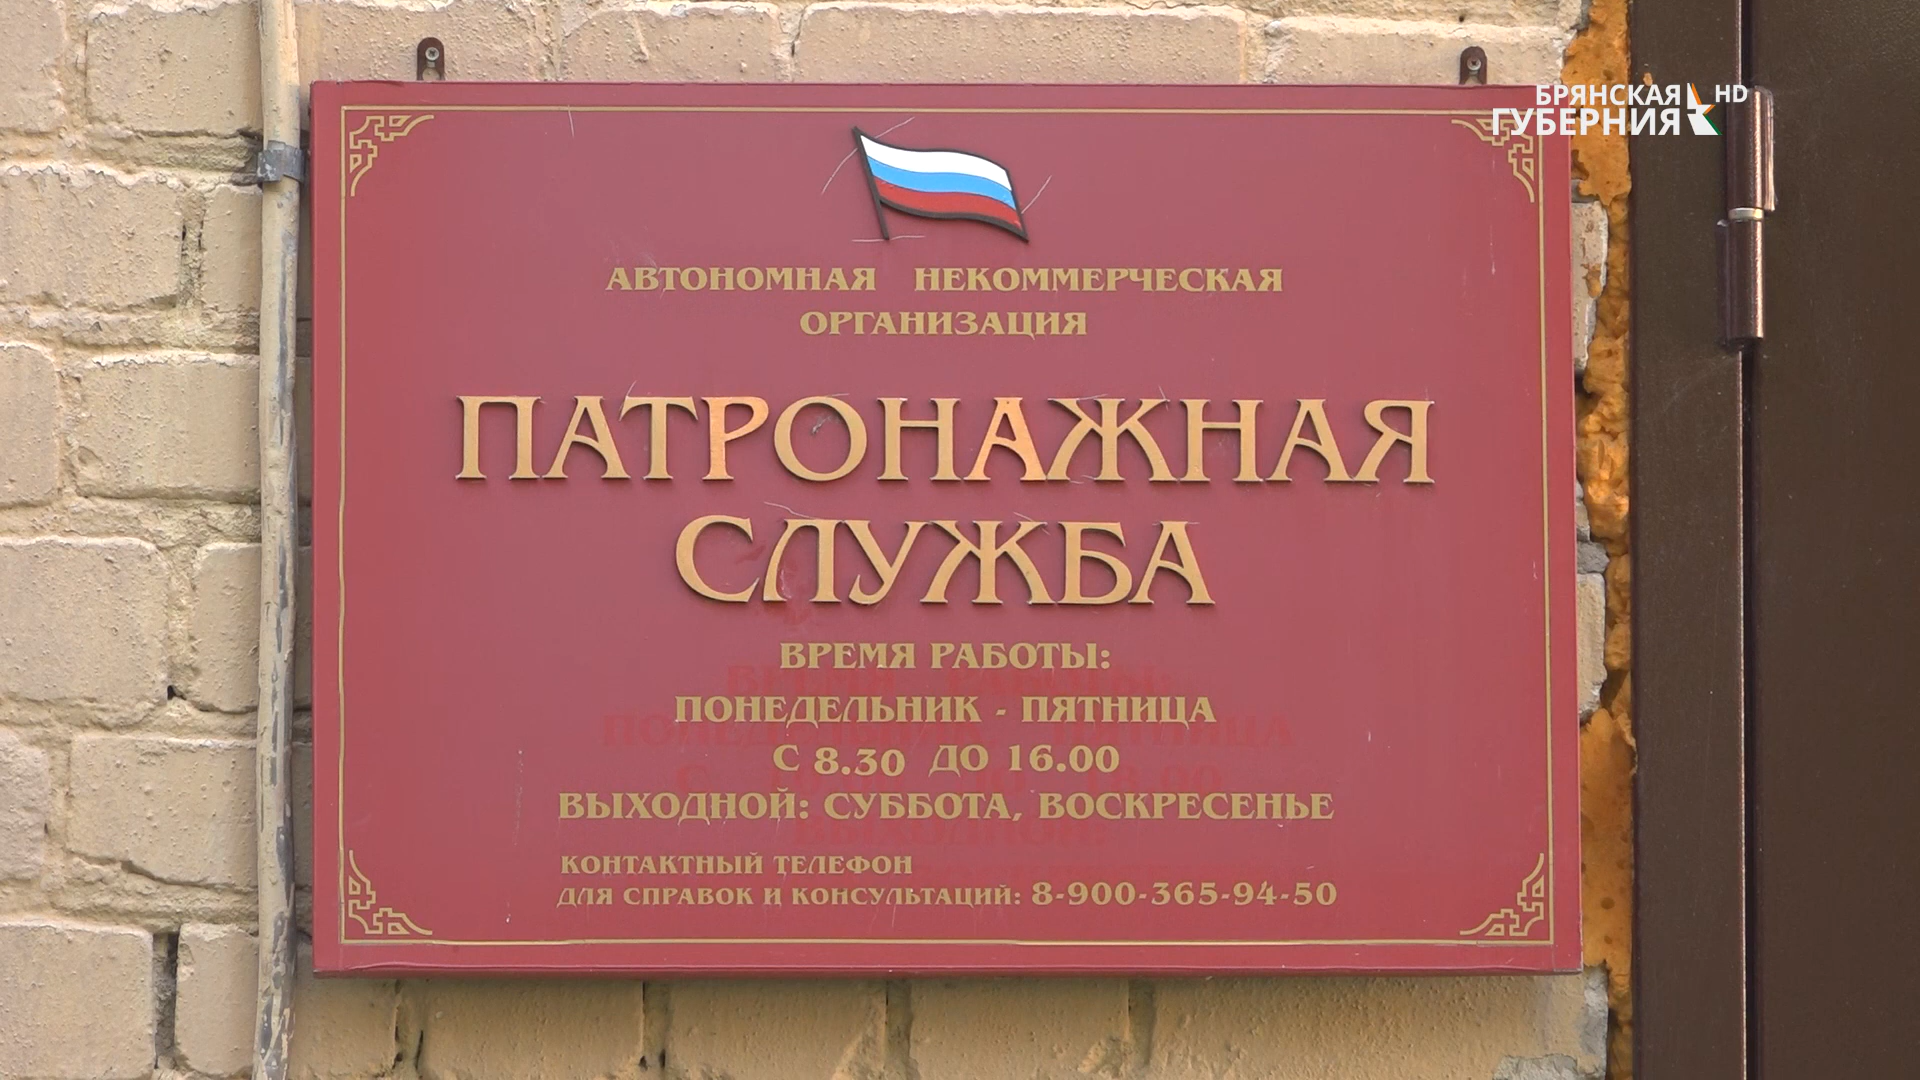 БРЯНСКАЯ HD
ГУБЕРНИЯ
АВТОНОМНАЯ НЕКОММЕРЧЕСКАЯ
ОРГАНИЗАЦИЯ
ПАТРОНАЖНАЯ
СЛУЖБА
ВРЕМЯ РАБОТЫ:
ПОНЕДЕЛЬНИК - ПЯТНИЦА
С 8.30 ДО 16.00
ВЫХОДНОЙ: СУББОТА, ВОСКРЕСЕНЬЕ
КОНТАКТНЫЙ ТЕЛЕФОН
ДЛЯ СПРАВОК И КОНСУЛЬТАЦИЙ: 8-900-365-94-50